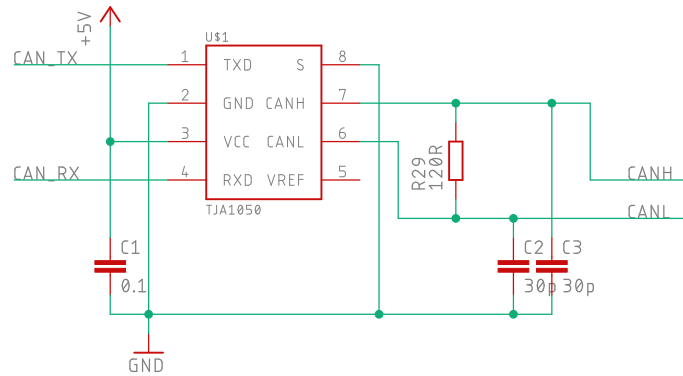 +5V
U$1
CAN_TX
1
TXD
S
8
2
GND
CANH
7
3
VCC
CANL
6
CAN_RX
4
RXD
VREF
5
TJA1050
R29
120R
CANH
CANL
C1
0.1
C2
30p
C3
30p
GND